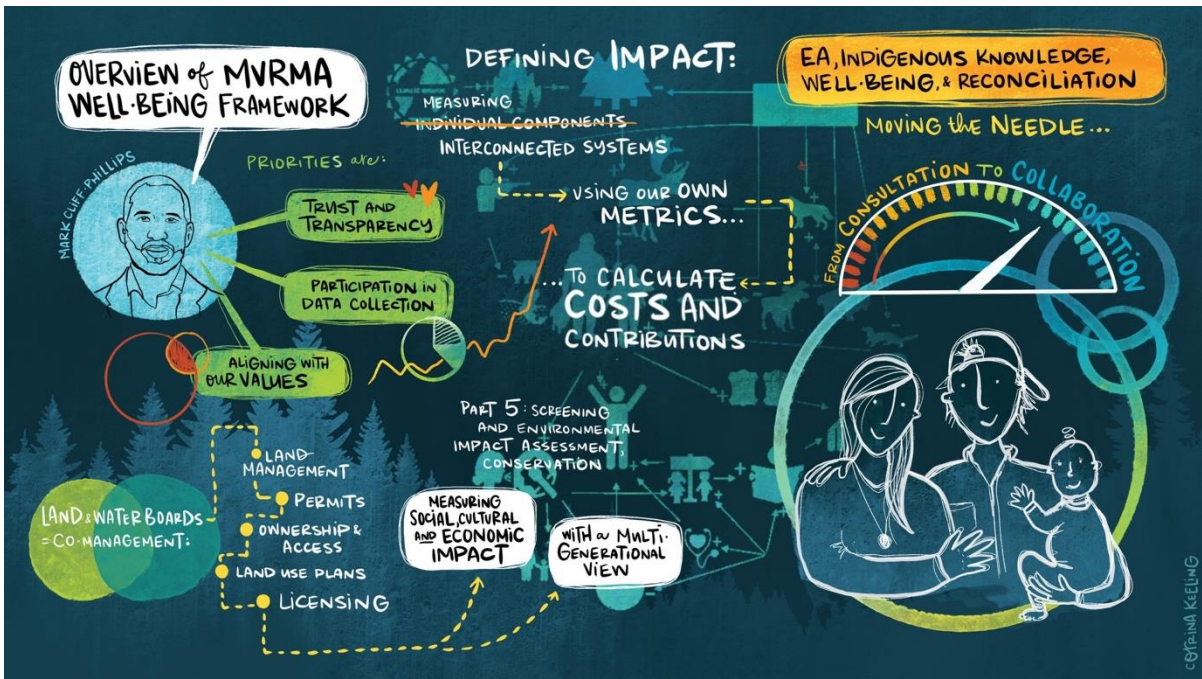 OVERVIEW of MVRMA
WELL-BEING FRAMEWORK
MARK CLIFF-PHILLIPS
PRIORITIES are:
TRUST AND
TRANSPARENCY
PARTICIPATION IN
DATA COLLECTION
ALIGNING WITH
OUR VALUES
LAND & WATER BOARDS
= CO-MANAGEMENT:
LAND
MANAGEMENT
PERMITS
OWNERSHIP &
ACCESS
LAND USE PLANS
LICENSING
DEFINING IMPACT:
MEASURING
INDIVIDUAL COMPONENTS
INTERCONNECTED SYSTEMS
USING OUR OWN
METRICS...
...TO CALCULATE
COSTS AND
CONTRIBUTIONS
PART 5: SCREENING
AND ENVIRONMENTAL
IMPACT ASSESSMENT,
CONSERVATION
MEASURING
SOCIAL, CULTURAL
AND ECONOMIC
IMPACT
WITH a MULTI-
GENERATIONAL
VIEW
EA, INDIGENOUS KNOWLEDGE,
WELL-BEING, & RECONCILIATION
MOVING the NEEDLE...
FROM CONSULTATION TO COLLABORATION
COTRINA KEELING